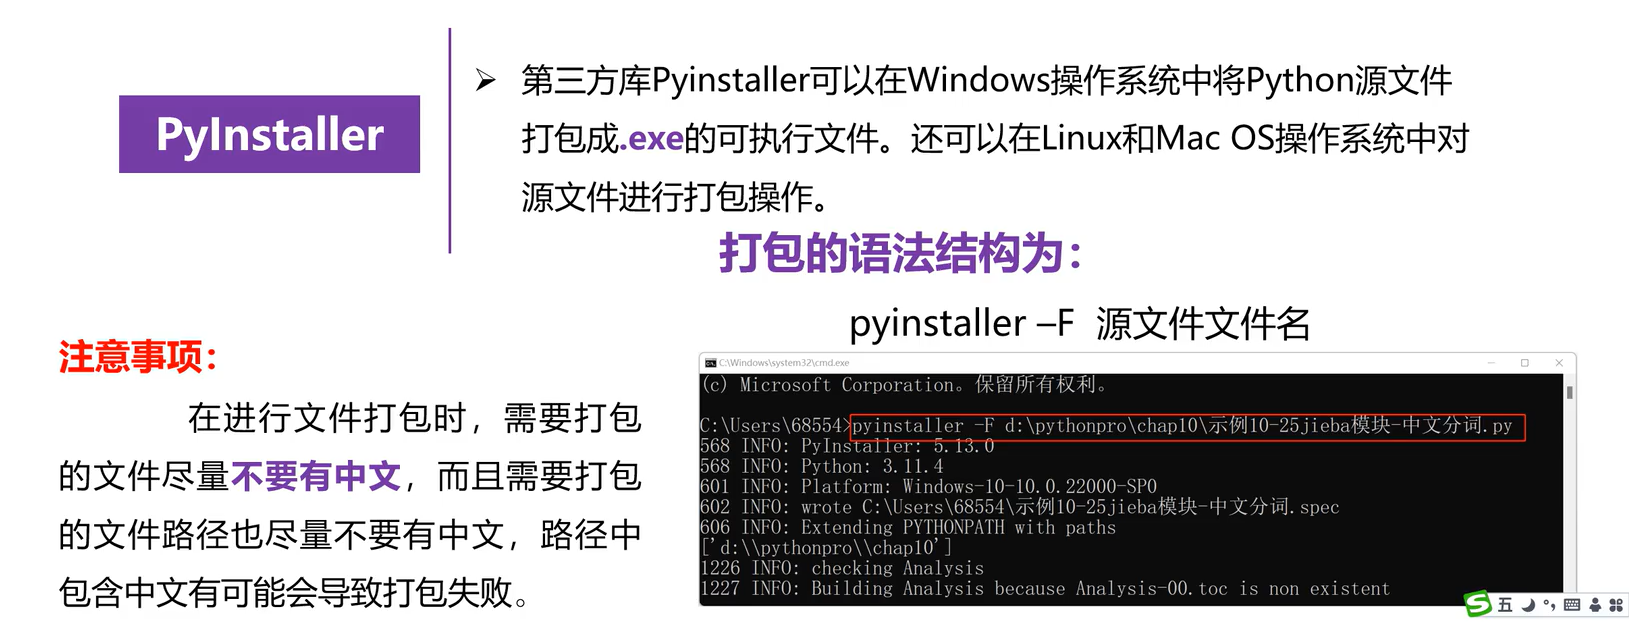 PyInstaller
➢ 第三方库Pyinstaller可以在Windows操作系统中将Python源文件
打包成.exe的可执行文件。还可以在Linux和Mac OS操作系统中对
源文件进行打包操作。
打包的语法结构为：
pyinstaller –F 源文件文件名
注意事项：
在进行文件打包时，需要打包
的文件尽量不要有中文，而且需要打包
的文件路径也尽量不要有中文，路径中
包含中文有可能会导致打包失败。
C:\Windows\system32\cmd.exe
(c) Microsoft Corporation。保留所有权利。
C:\Users\68554>pyinstaller -F d:\pythonpro\chap10\示例10-25jieba模块-中文分词.py
568 INFO: PyInstaller: 5.13.0
568 INFO: Python: 3.11.4
601 INFO: Platform: Windows-10-10.0.22000-SP0
602 INFO: wrote C:\Users\68554\示例10-25jieba模块-中文分词.spec
606 INFO: Extending PYTHONPATH with paths
['d:\\pythonpro\\chap10']
1226 INFO: checking Analysis
1227 INFO: Building Analysis because Analysis-00.toc is non existent
S 五